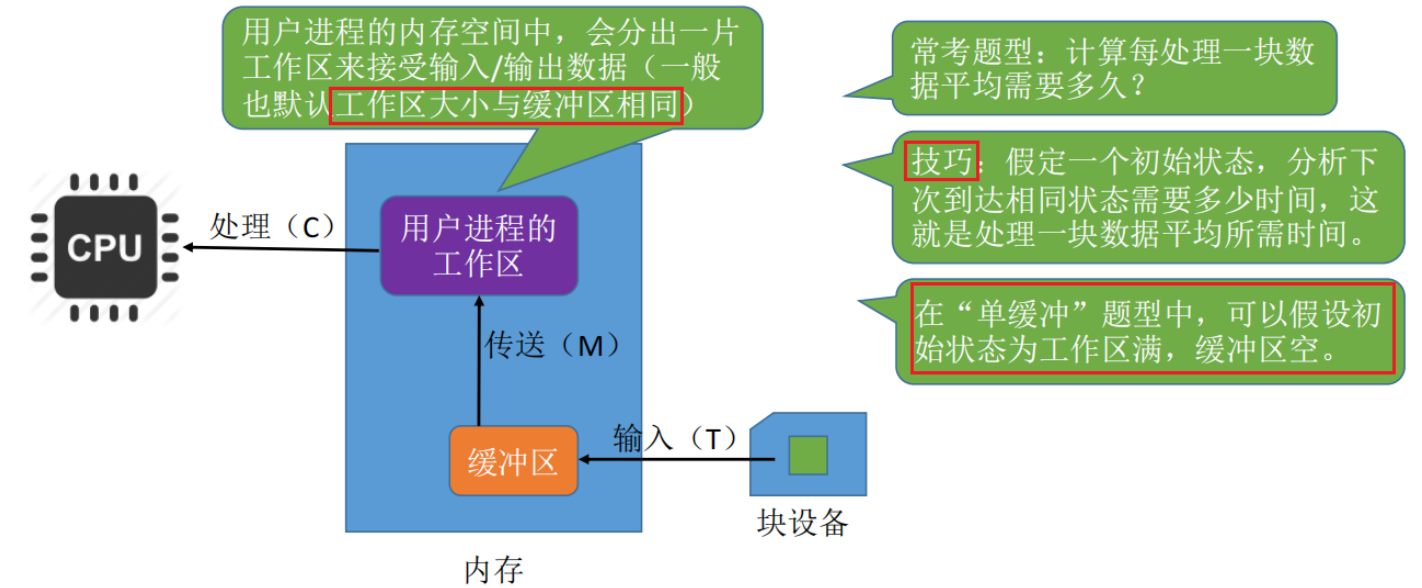 用户进程的内存空间中，会分出一片
工作区来接受输入/输出数据（一般
也默认工作区大小与缓冲区相同）
常考题型：计算每处理一块数
据平均需要多久？
技巧：假定一个初始状态，分析下
次到达相同状态需要多少时间，这
就是处理一块数据平均所需时间。
在“单缓冲”题型中，可以假设初
始状态为工作区满，缓冲区空。
CPU
处理（C）
用户进程的
工作区
传送（M）
缓冲区
输入（T）
块设备
内存